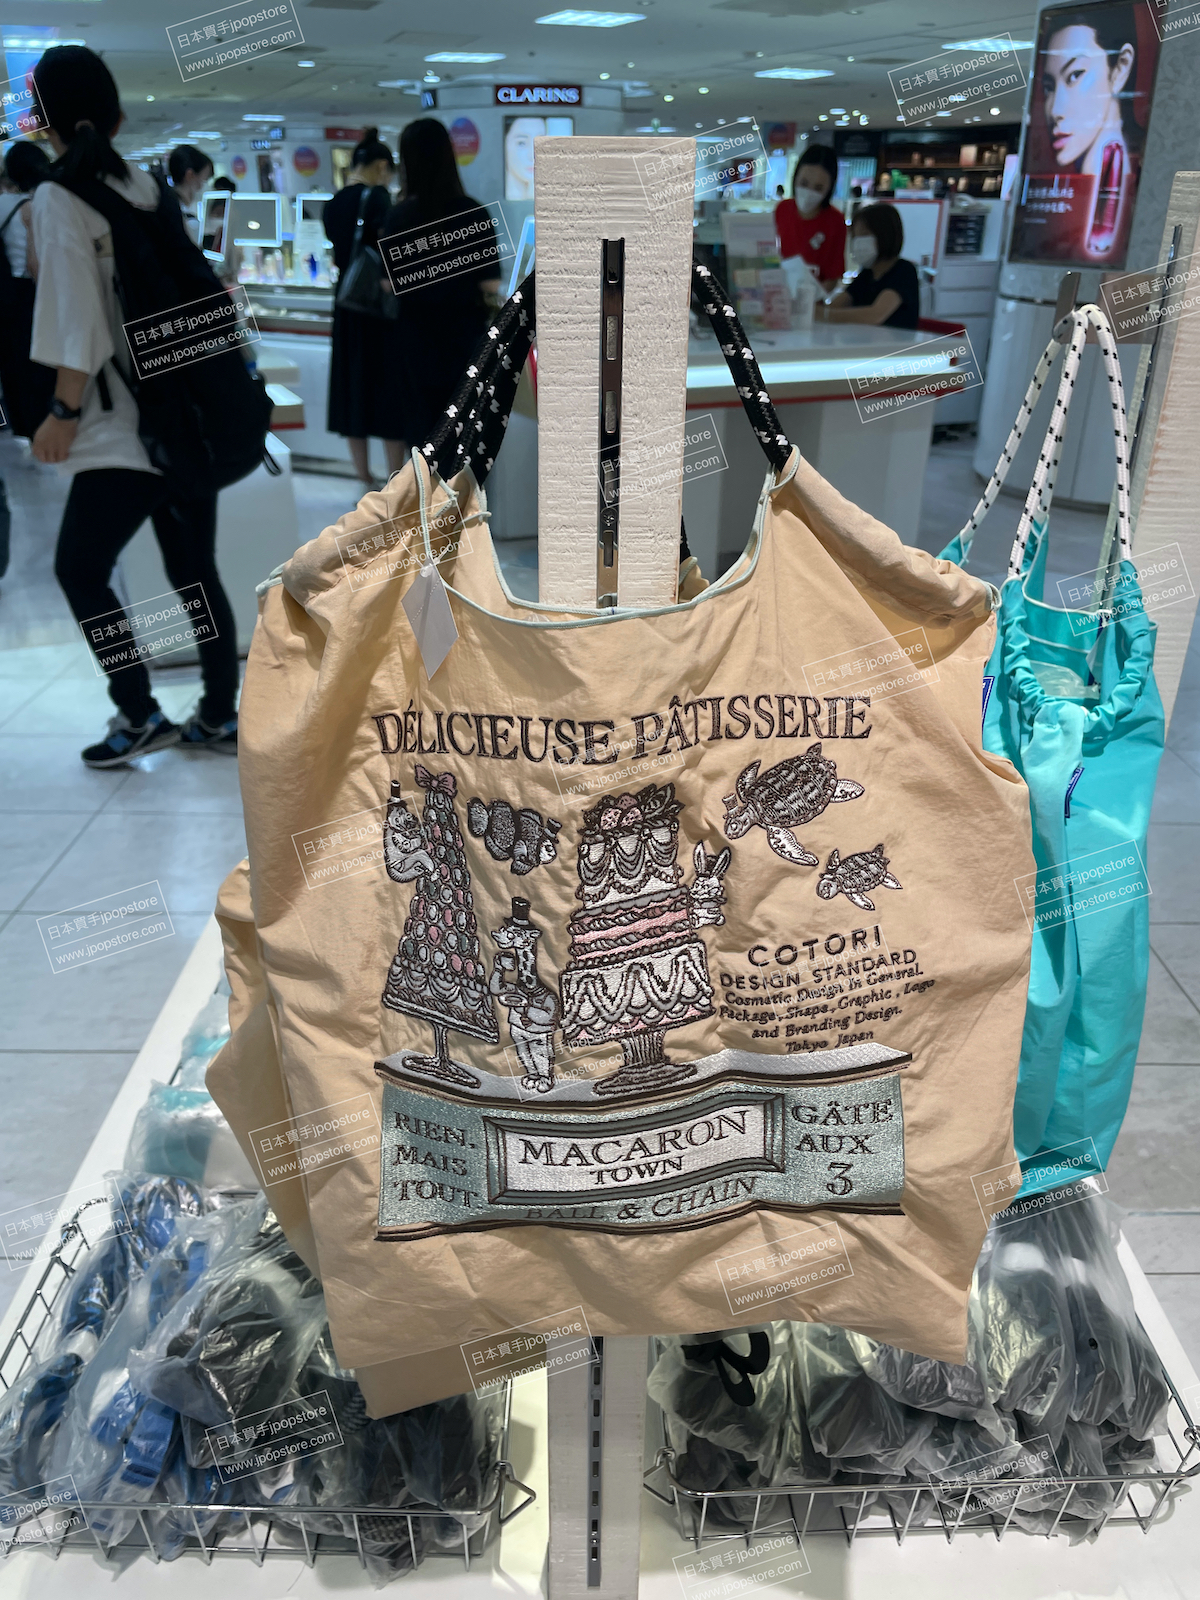 日本買手jpopstore
www.jpopstore.com
CLARINS
DÉLICIEUSE PÂTISSERIE
COTORI
DESIGN STANDARD
Cosmetic Design In General.
Package, Shape, Graphic, Logo
and Branding Design.
Tokyo Japan
RIEN,
MAIS
TOUT
MACARON
TOWN
BALL & CHAIN
GÂTE
AUX
3